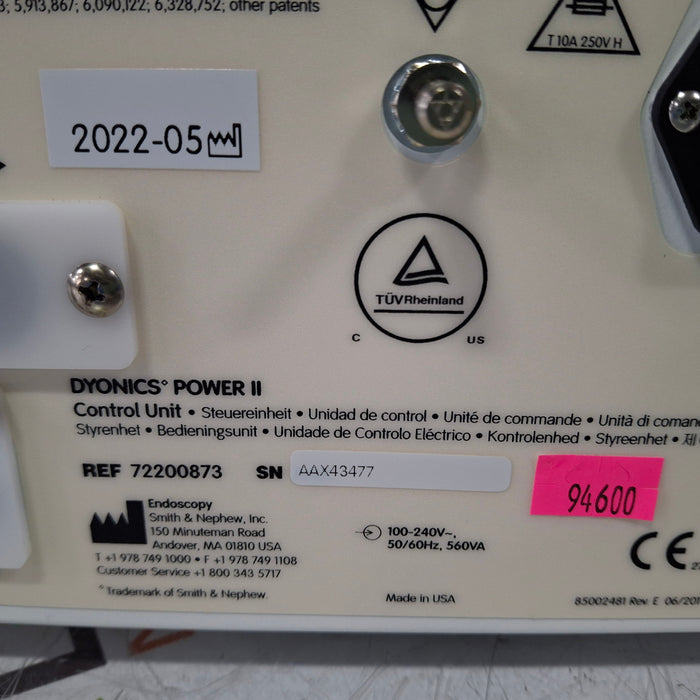 5,913,867; 6,090,122; 6,328,752; other patents
T 10A 250V H
2022-05
TÜVRheinland
C US
DYONICS° POWER II
Control Unit • Steuereinheit • Unidad de control • Unité de commande • Unità di
Styrenhet • Bedieningsunit • Unidade de Controlo Eléctrico • Kontrolenhed • Styreenhet •
REF 72200873 SN AAX43477
94600
Endoscopy
Smith & Nephew, Inc.
150 Minuteman Road
Andover, MA 01810 USA
T +1 978 749 1000 • F +1 978 749 1108
Customer Service +1 800 343 5717
100-240V~,
50/60Hz, 560VA
CE
° Trademark of Smith & Nephew.
Made in USA
85002481 Rev. E